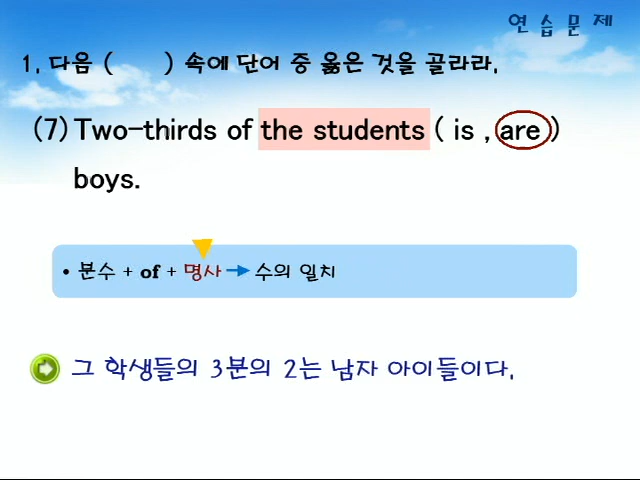 연 습 문 제
1. 다음 (      ) 속에 단어 중 옳은 것을 골라라.
(7) Two-thirds of the students ( is , are )
boys.
• 분수 + of + 명사 → 수의 일치
그 학생들의 3분의 2는 남자 아이들이다.